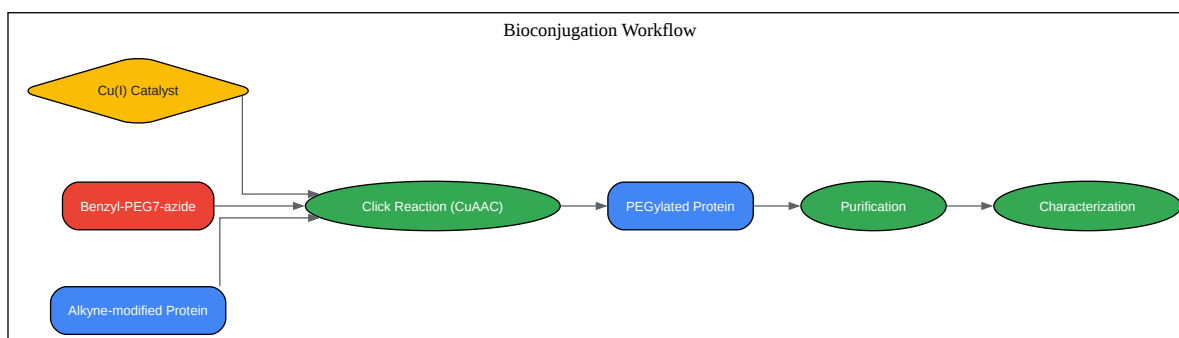 Bioconjugation Workflow
Cu(I) Catalyst
Benzyl-PEG7-azide
Click Reaction (CuAAC)
PEGylated Protein
Purification
Characterization
Alkyne-modified Protein